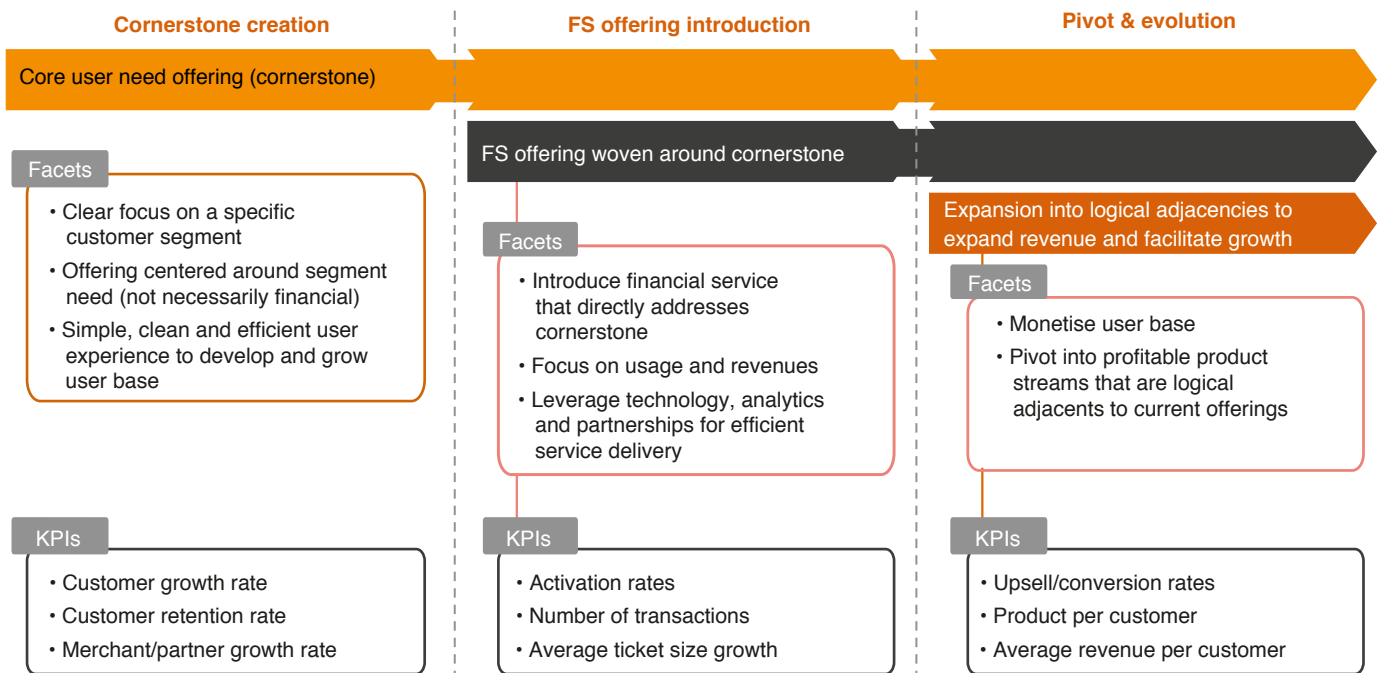 Cornerstone creation
FS offering introduction
Pivot & evolution
Core user need offering (cornerstone)
FS offering woven around cornerstone
Expansion into logical adjacencies to
expand revenue and facilitate growth
Facets
• Clear focus on a specific
customer segment
• Offering centered around segment
need (not necessarily financial)
• Simple, clean and efficient user
experience to develop and grow
user base
Facets
• Introduce financial service
that directly addresses
cornerstone
• Focus on usage and revenues
• Leverage technology, analytics
and partnerships for efficient
service delivery
Facets
• Monetise user base
• Pivot into profitable product
streams that are logical
adjacents to current offerings
KPIs
• Customer growth rate
• Customer retention rate
• Merchant/partner growth rate
KPIs
• Activation rates
• Number of transactions
• Average ticket size growth
KPIs
• Upsell/conversion rates
• Product per customer
• Average revenue per customer